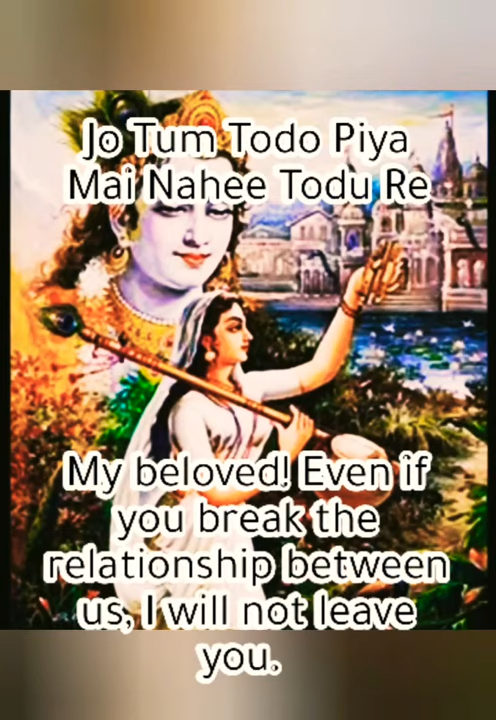 Jo Tum Todo Piya
Mai Nahee Todu Re
My beloved! Even if
you break the
relationship between
us, I will not leave
you.